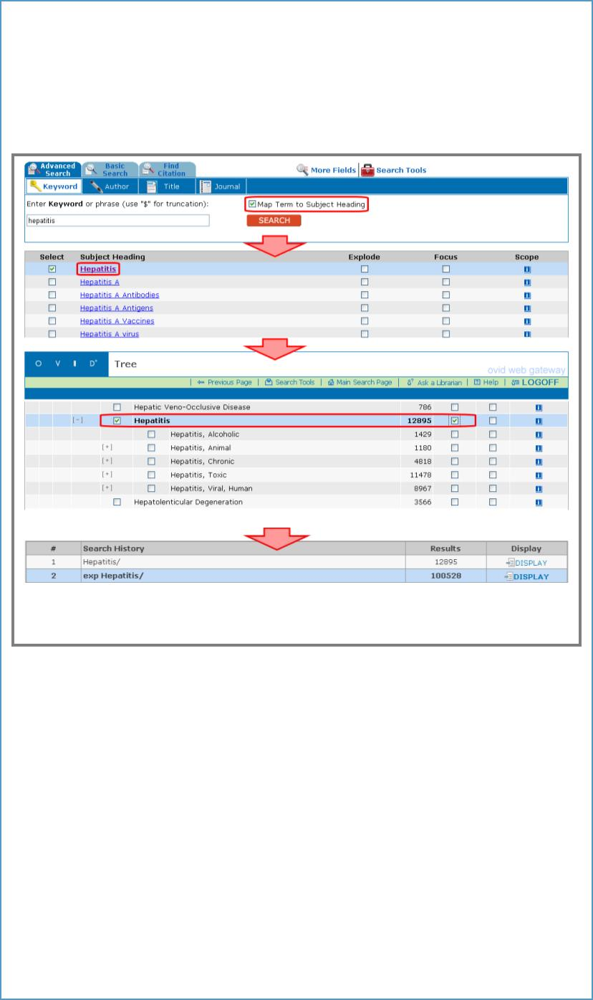 Advanced Search Basic Search Find Citation More Fields Search Tools
Keyword Author Title Journal
Enter Keyword or phrase (use "$" for truncation): Map Term to Subject Heading
hepatitis SEARCH
Select Subject Heading Explode Focus Scope
Hepatitis
Hepatitis A
Hepatitis A Antibodies
Hepatitis A Antigens
Hepatitis A Vaccines
Hepatitis A virus
O V I D Tree
ovid web gateway
| Previous Page | Search Tools | Main Search Page | Ask a Librarian | Help | LOGOFF
Hepatic Veno-Occlusive Disease 786
[-] Hepatitis 12895
Hepatitis, Alcoholic 1429
[+] Hepatitis, Animal 1180
[+] Hepatitis, Chronic 4818
[+] Hepatitis, Toxic 11478
[+] Hepatitis, Viral, Human 8967
Hepatolenticular Degeneration 3566
# Search History Results Display
1 Hepatitis/ 12895 DISPLAY
2 exp Hepatitis/ 100528 DISPLAY